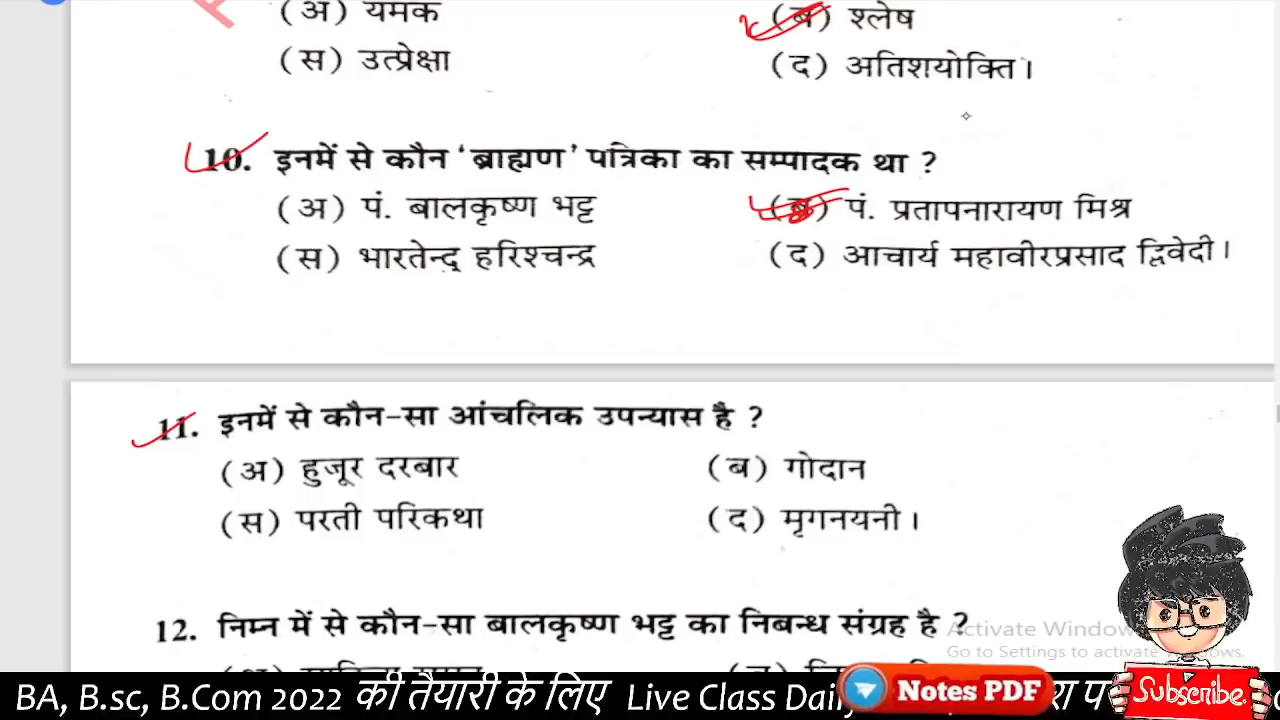 (अ) यमक
(ब) श्लेष
(स) उत्प्रेक्षा
(द) अतिशयोक्ति।
10. इनमें से कौन 'ब्राह्मण' पत्रिका का सम्पादक था ?
(अ) पं. बालकृष्ण भट्ट
(ब) पं. प्रतापनारायण मिश्र
(स) भारतेन्दु हरिश्चन्द्र
(द) आचार्य महावीरप्रसाद द्विवेदी।
11. इनमें से कौन-सा आंचलिक उपन्यास है ?
(अ) हुजूर दरबार
(ब) गोदान
(स) परती परिकथा
(द) मृगनयनी।
12. निम्न में से कौन-सा बालकृष्ण भट्ट का निबन्ध संग्रह है ?
Activate Windows
Go to Settings to activate Windows.
BA, B.sc, B.Com 2022 की तैयारी के लिए Live Class Daily
Notes PDF
Subscribe